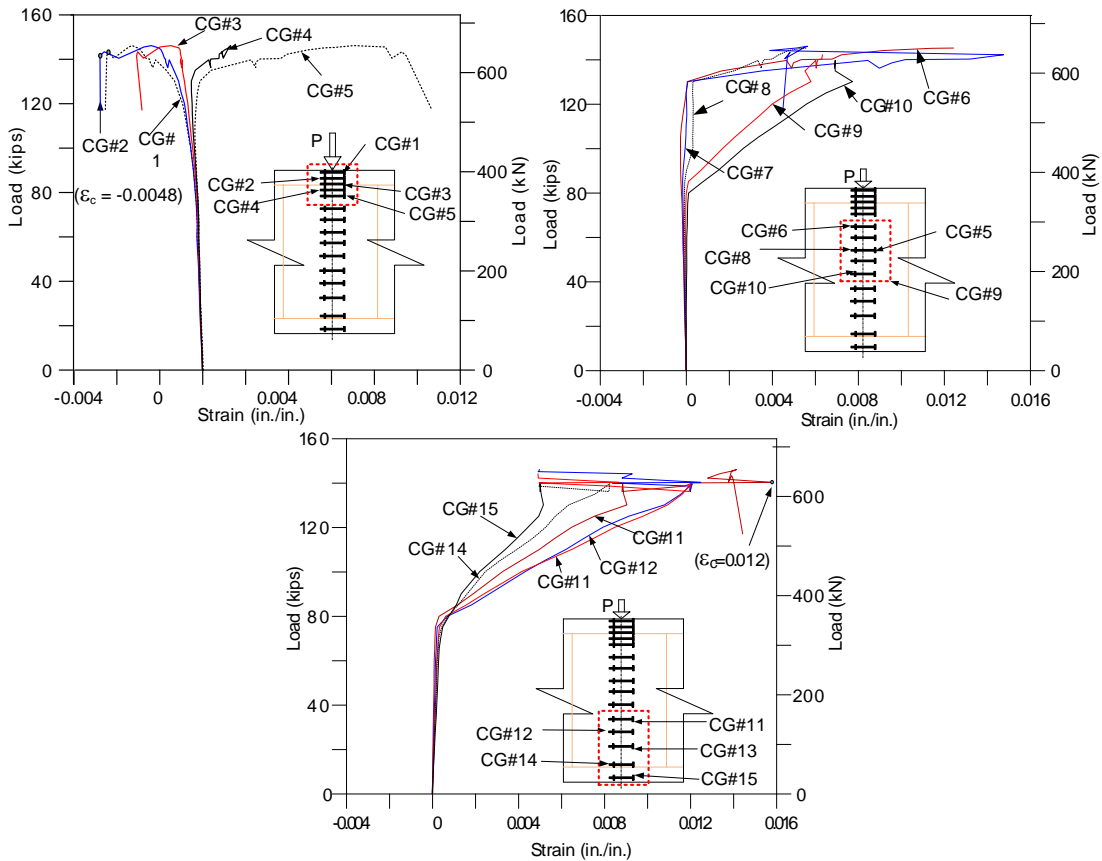 160
120
80
40
0
Load (kips)
CG#3
CG#4
CG#5
CG#2
CG#
1
(εc = -0.0048)
P
CG#1
CG#2
CG#3
CG#4
CG#5
600
400
200
0
Load (kN)
-0.004
0
0.004
0.008
0.012
Strain (in./in.)
160
120
80
40
0
Load (kips)
CG#8
CG#6
CG#10
CG#9
CG#7
P
CG#6
CG#5
CG#8
CG#10
CG#9
600
400
200
0
Load (kN)
-0.004
0
0.004
0.008
0.012
0.016
Strain (in./in.)
160
120
80
40
0
Load (kips)
CG#15
CG#14
CG#11
CG#12
CG#11
(εc=0.012)
P
CG#11
CG#12
CG#13
CG#14
CG#15
600
400
200
0
Load (kN)
-0.004
0
0.004
0.008
0.012
0.016
Strain (in./in.)